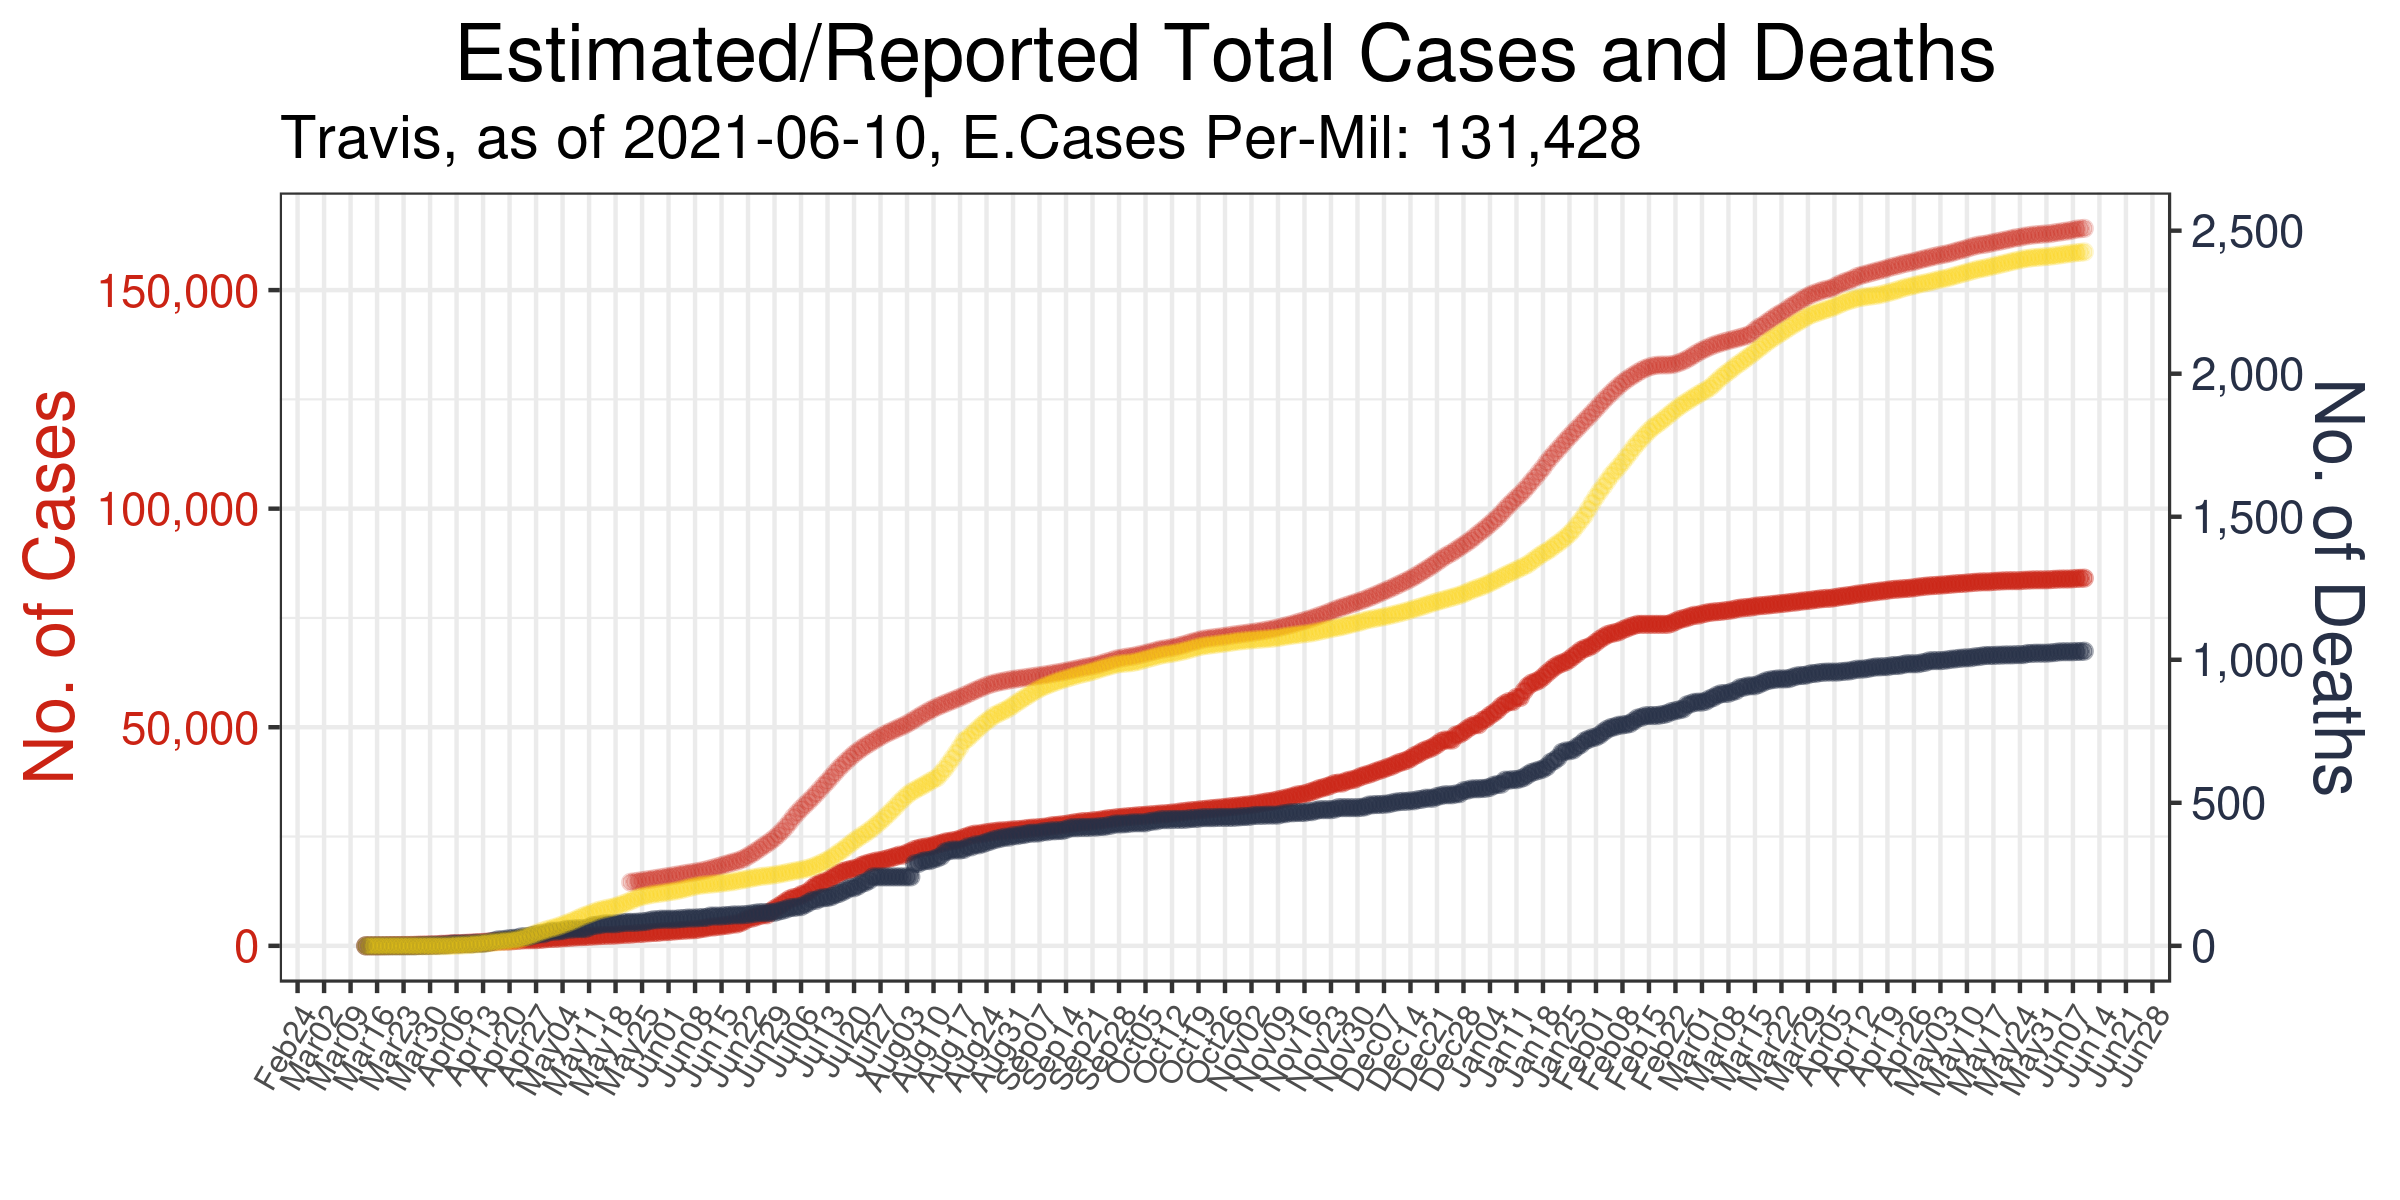 Estimated/Reported Total Cases and Deaths
Travis, as of 2021-06-10, E.Cases Per-Mil: 131,428
No. of Cases
150,000
100,000
50,000
0
2,500
2,000
1,500
1,000
500
0
No. of Deaths
Feb24
Mar02
Mar09
Mar16
Mar23
Mar30
Apr06
Apr13
Apr20
Apr27
May04
May11
May18
May25
Jun01
Jun08
Jun15
Jun22
Jun29
Jul06
Jul13
Jul20
Jul27
Aug03
Aug10
Aug17
Aug24
Aug31
Sep07
Sep14
Sep21
Sep28
Oct05
Oct12
Oct19
Oct26
Nov02
Nov09
Nov16
Nov23
Nov30
Dec07
Dec14
Dec21
Dec28
Jan04
Jan11
Jan18
Jan25
Feb01
Feb08
Feb15
Feb22
Mar01
Mar08
Mar15
Mar22
Mar29
Apr05
Apr12
Apr19
Apr26
May03
May10
May17
May24
May31
Jun07
Jun14
Jun21
Jun28